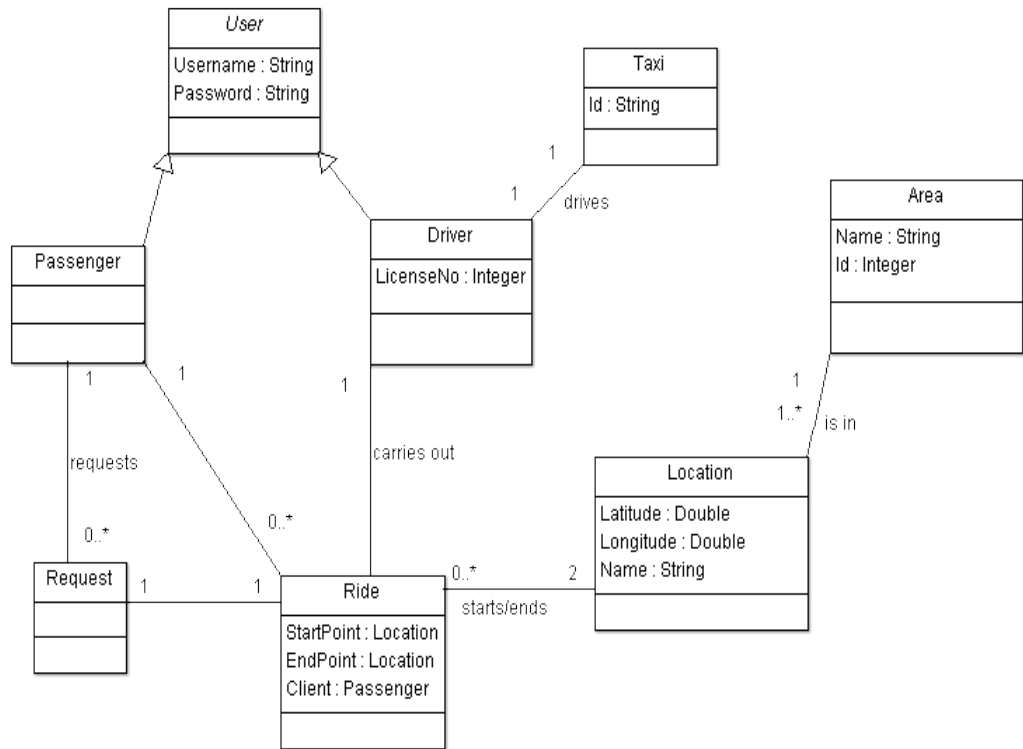 User
Username : String
Password : String
Taxi
Id : String
1
1
drives
Area
Name : String
Id : Integer
Passenger
Driver
LicenseNo : Integer
1
1
1
1
1..*
is in
requests
carries out
Location
Latitude : Double
Longitude : Double
Name : String
0..*
0..*
Request
1
1
Ride
StartPoint : Location
EndPoint : Location
Client : Passenger
0..*
2
starts/ends